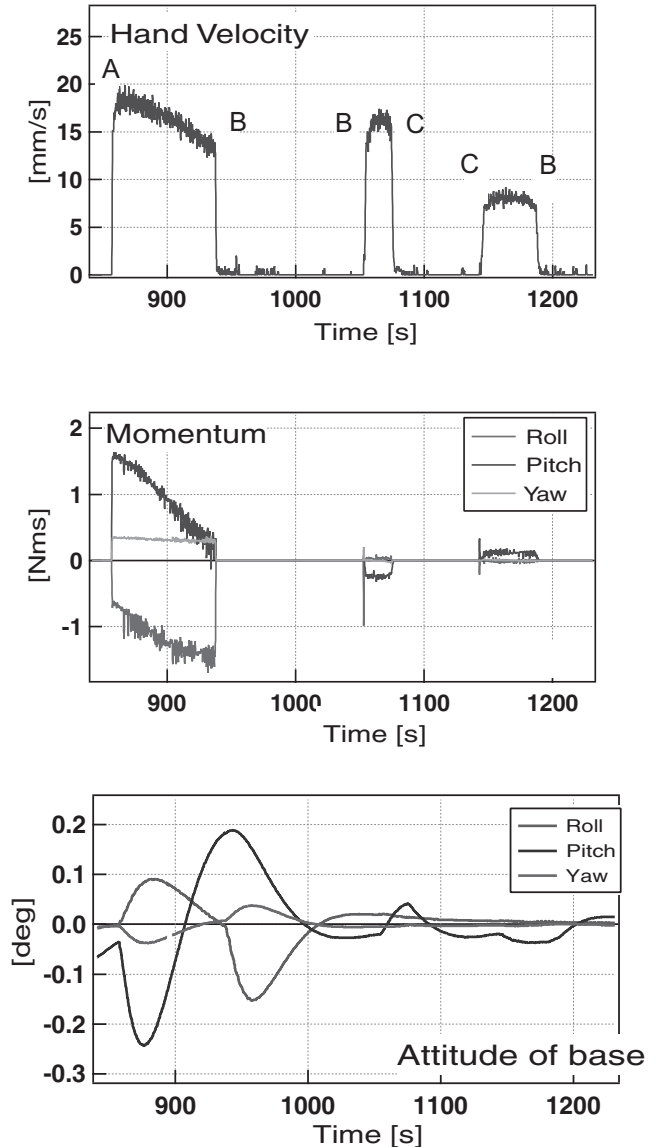 Hand Velocity
25
20
15
10
5
0
[mm/s]
A
B
B
C
C
B
900
1000
1100
1200
Time [s]
Momentum
2
1
0
-1
[Nms]
Roll
Pitch
Yaw
900
1000
1100
1200
Time [s]
0.2
0.1
0.0
-0.1
-0.2
-0.3
[deg]
Roll
Pitch
Yaw
Attitude of base
900
1000
1100
1200
Time [s]